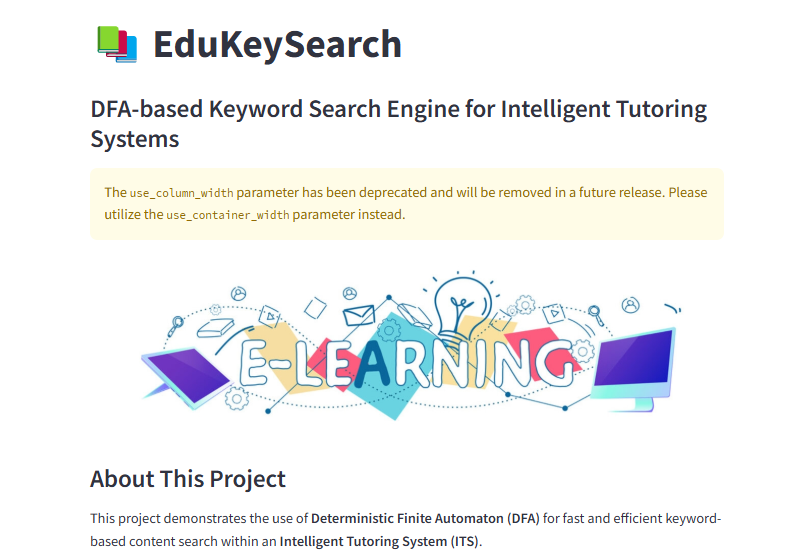 EduKeySearch
DFA-based Keyword Search Engine for Intelligent Tutoring
Systems
The use_column_width parameter has been deprecated and will be removed in a future release. Please
utilize the use_container_width parameter instead.
E-LEARNING
About This Project
This project demonstrates the use of Deterministic Finite Automaton (DFA) for fast and efficient keyword-
based content search within an Intelligent Tutoring System (ITS).